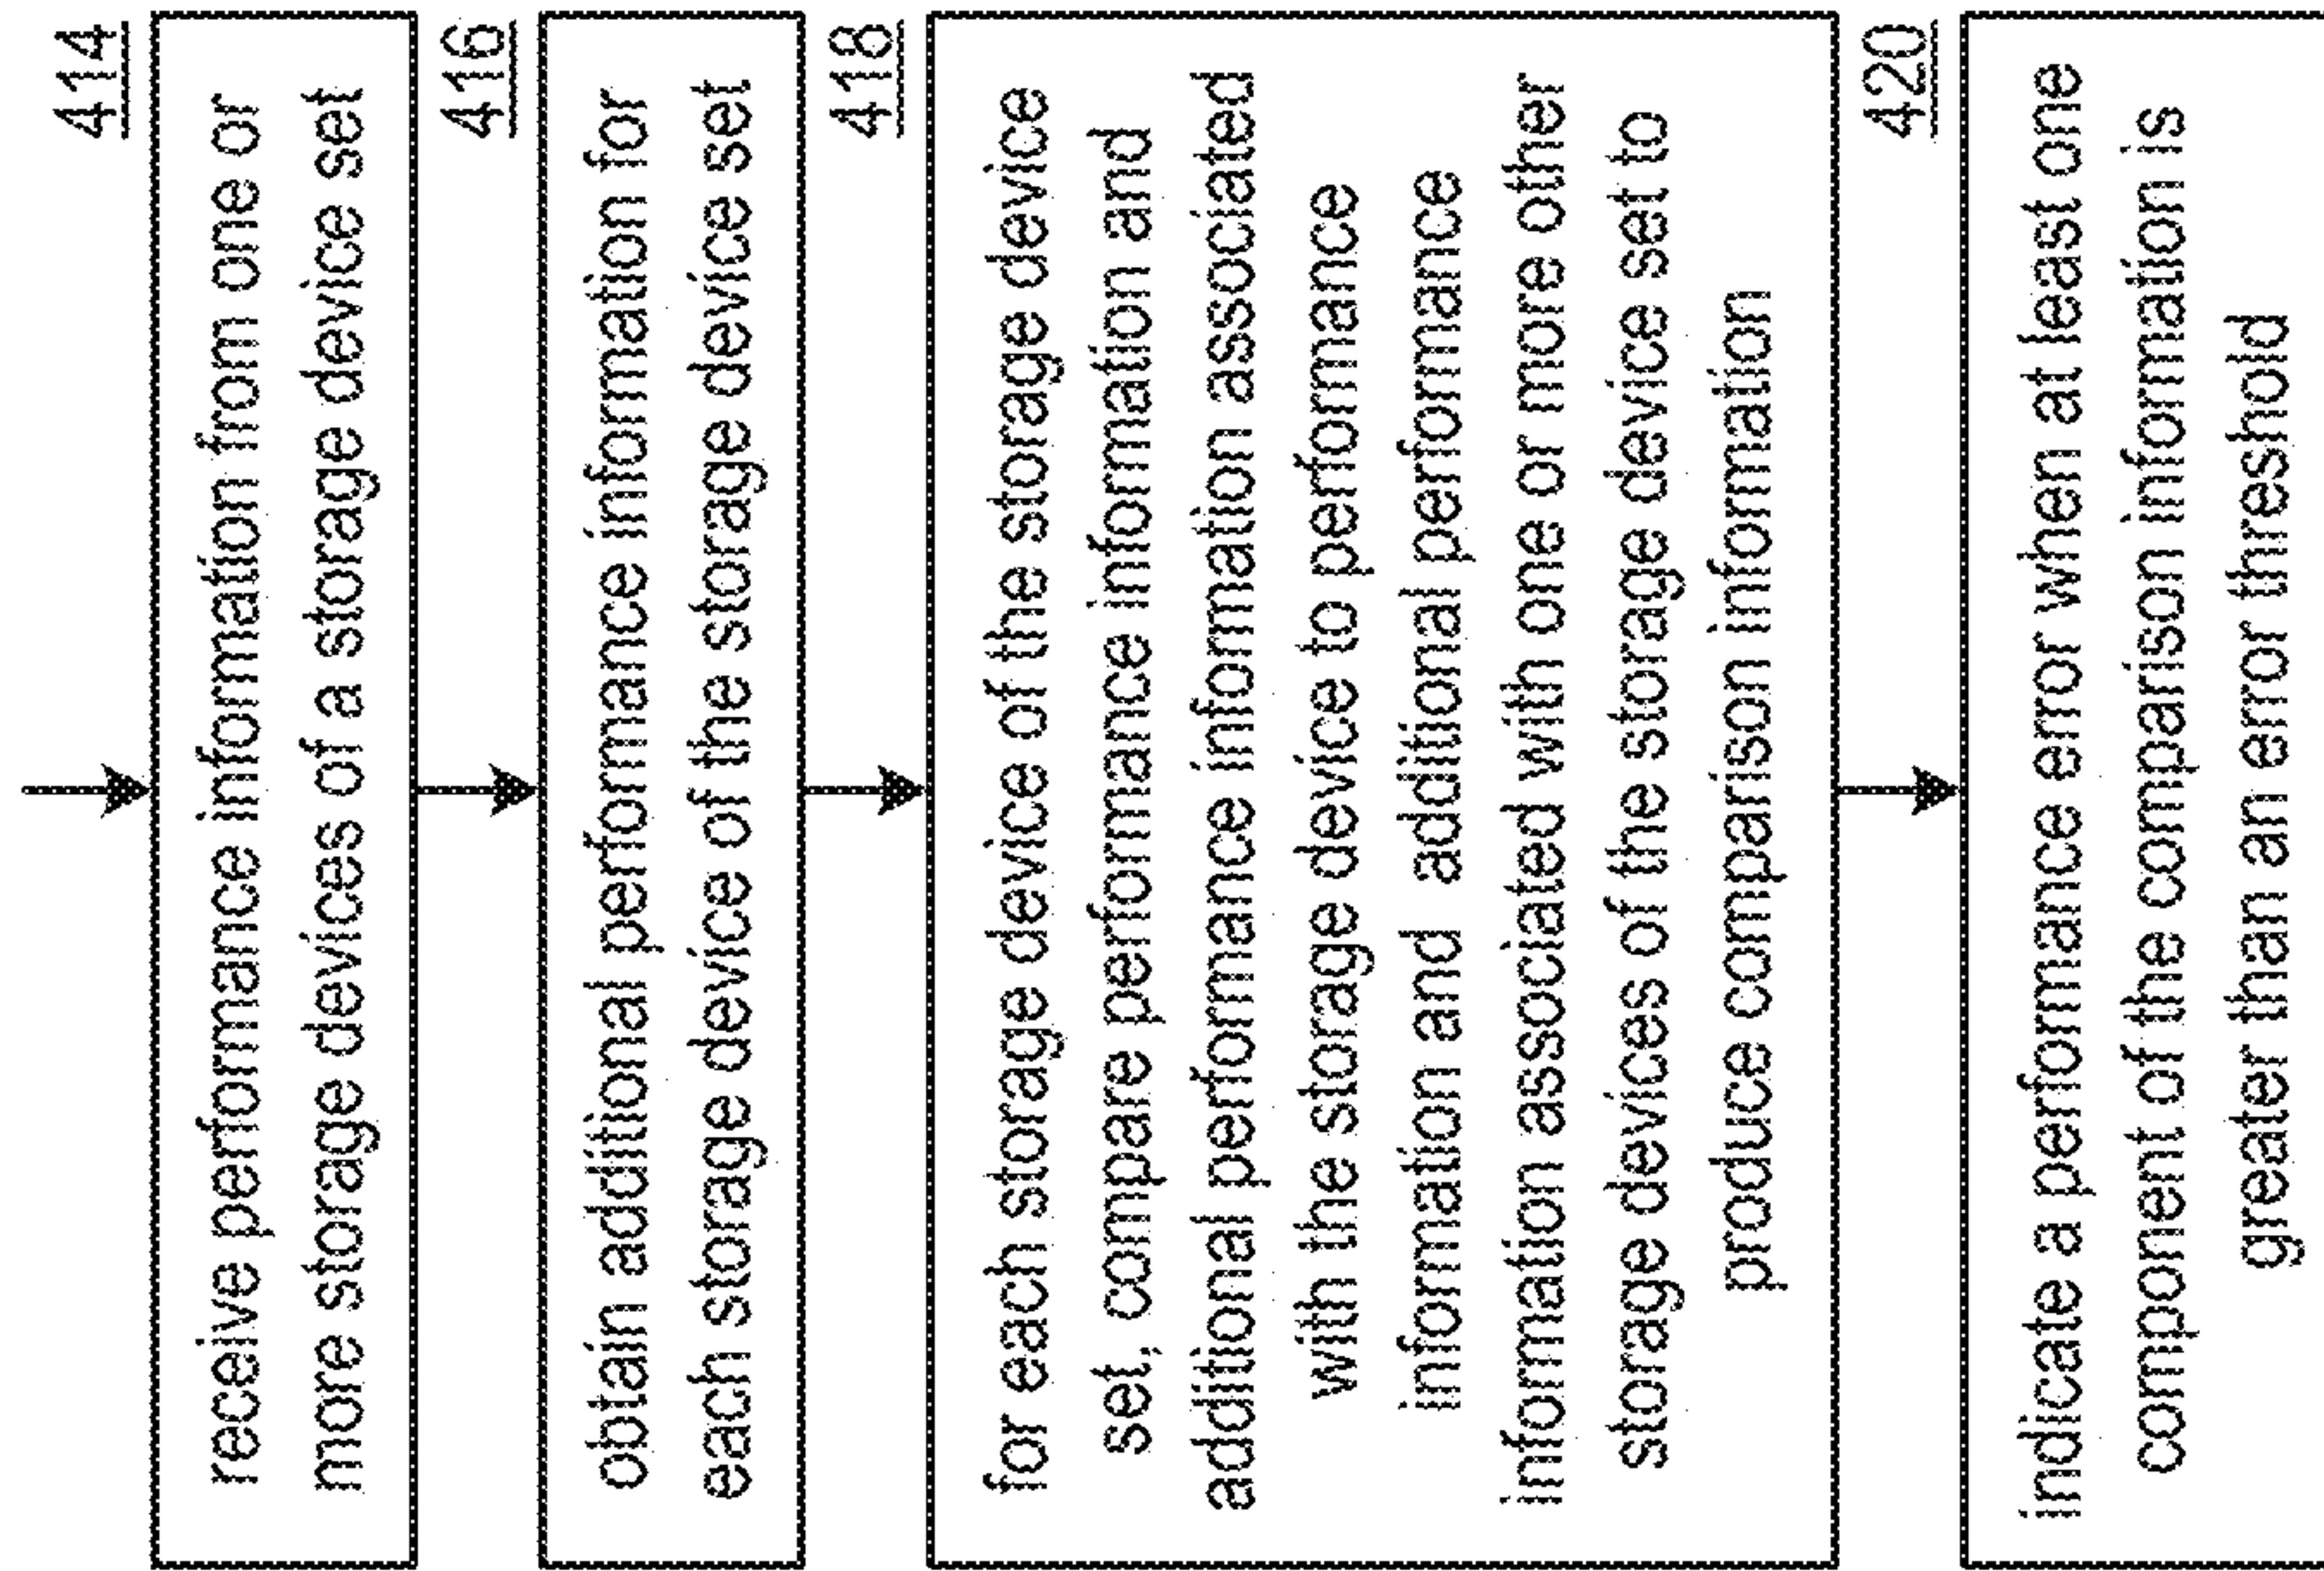 414
receive performance information from one or
more storage devices of a storage device set
416
obtain additional performance information for
each storage device of the storage device set
418
for each storage device of the storage device
set, compare performance information and
additional performance information associated
with the storage device to performance
information and additional performance
information associated with one or more other
storage devices of the storage device set to
produce comparison information
420
indicate a performance error when at least one
component of the comparison information is
greater than an error threshold